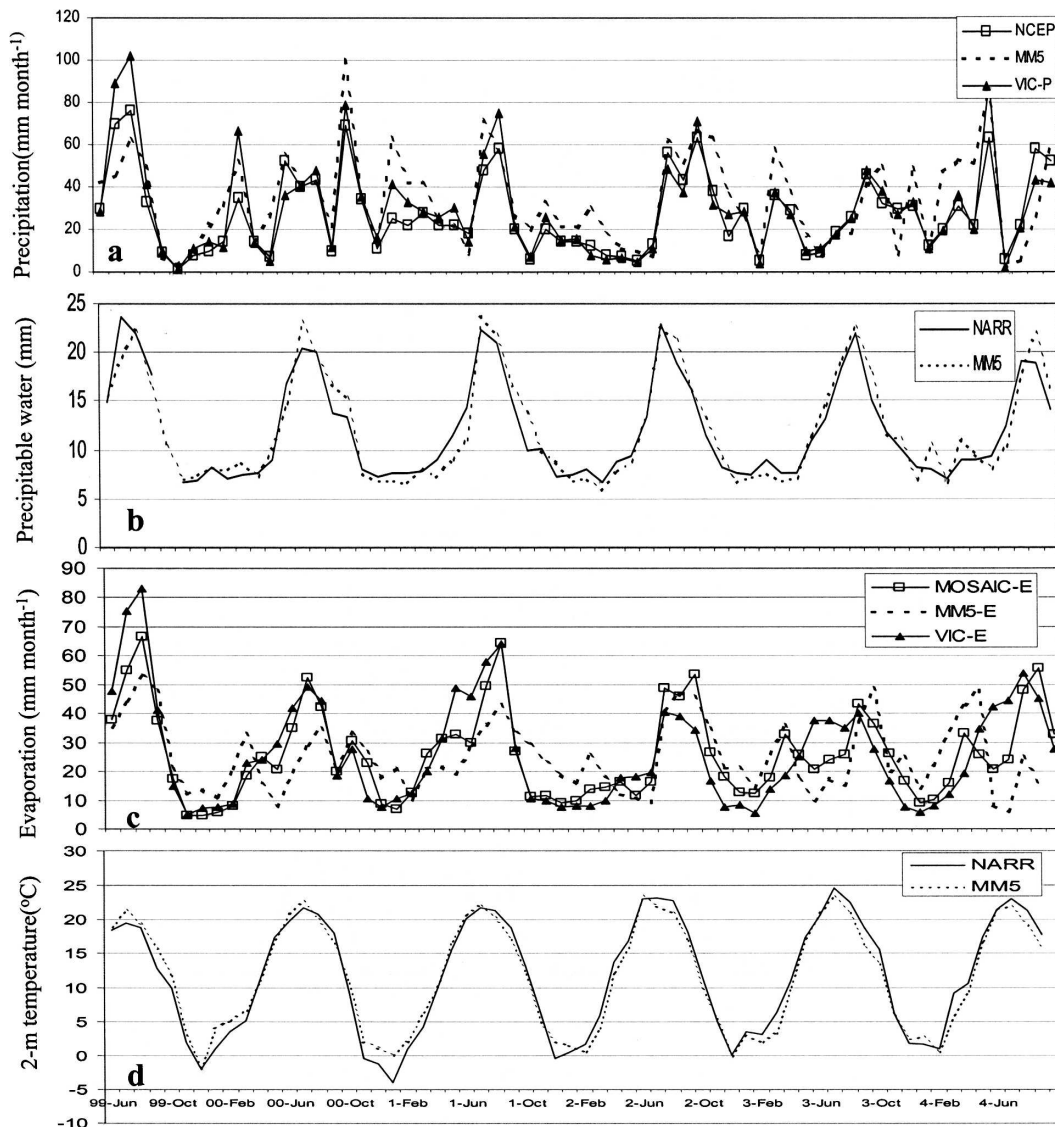 Precipitation(mm month⁻¹)
120
100
80
60
40
20
0
NCEP
MM5
VIC-P
a
Precipitable water (mm)
25
20
15
10
5
0
NARR
MM5
b
Evaporation (mm month⁻¹)
90
80
70
60
50
40
30
20
10
0
MOSAIC-E
MM5-E
VIC-E
c
2-m temperature(ºC)
30
25
20
15
10
5
0
-5
-10
NARR
MM5
d
99-Jun 99-Oct 00-Feb 00-Jun 00-Oct 1-Feb 1-Jun 1-Oct 2-Feb 2-Jun 2-Oct 3-Feb 3-Jun 3-Oct 4-Feb 4-Jun